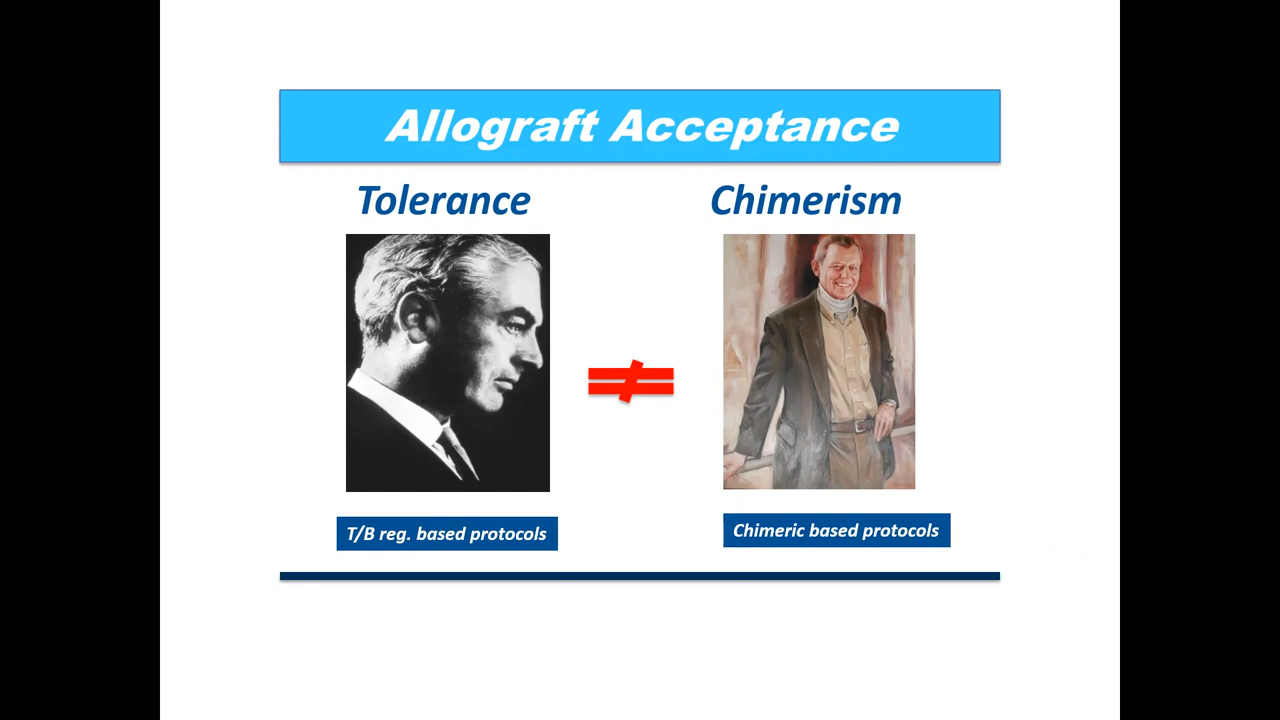 Allograft Acceptance
Tolerance
Chimerism
T/B reg. based protocols
Chimeric based protocols